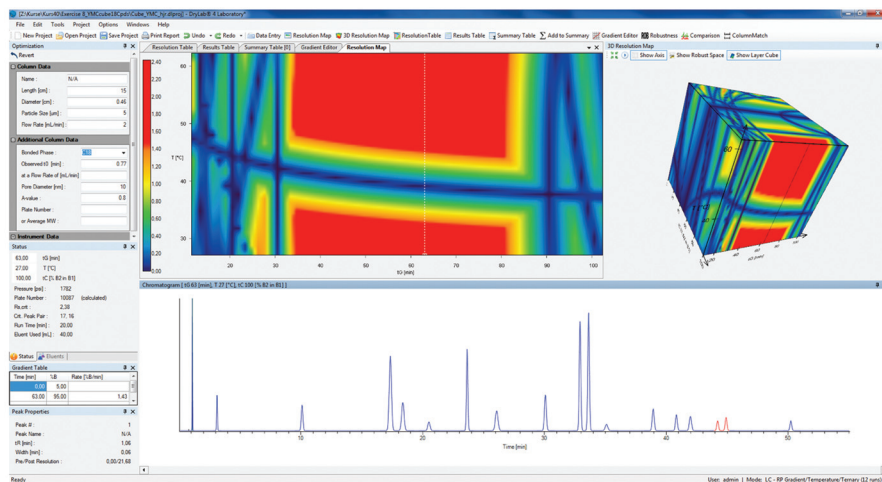 [Z:\Kurse\Kurs40\Exercise 8_YMCcube18Cpds\Cube_YMC_hjr.dlproj] - DryLab® 4 Laboratory*
File Edit Tools Project Options Windows Help
New Project Open Project Save Project Print Report Undo Redo Data Entry Resolution Map 3D Resolution Map ResolutionTable Results Table Summary Table Add to Summary Gradient Editor Robustness Comparison ColumnMatch
Optimization
Revert
Column Data
Name : N/A
Length [cm] : 15
Diameter [cm] : 0.46
Particle Size [µm] : 5
Flow Rate [mL/min] : 2
Additional Column Data
Bonded Phase :
Observed t0 [min] : 0.77
at a Flow Rate of [mL/min]
Pore Diameter [nm] : 10
A-value : 0.8
Plate Number :
or Average MW :
Instrument Data
Status
63.00 tG [min]
27.00 T [°C]
100.00 tC [% B2 in B1]
Pressure [psi] : 1782
Plate Number : 10087 (calculated)
Rs,crit : 2.38
Crit. Peak Pair : 17, 16
Run Time [min] : 20.00
Eluent Used [mL] : 40.00
Status Eluents
Gradient Table
Time [min] %B Rate [%B/min]
0.00 5.00
63.00 95.00 1.43
Peak Properties
Peak # : 1
Peak Name : N/A
tR [min] : 1.06
Width [min] : 0.06
Pre/Post Resolution : 0.00/21.68
Resolution Table Results Table Summary Table [0] Gradient Editor Resolution Map
2.40
2.20
2.00
1.80
1.60
1.40
1.20
1.00
0.80
0.60
0.40
0.20
0.00
60
50
40
30
T [°C]
20 30 40 50 60 70 80 90 100
tG [min]
3D Resolution Map
Show Axis Show Robust Space Show Layer Cube
60
Chromatogram [ tG 63 [min], T 27 [°C], tC 100 [% B2 in B1] ]
10 20 30 40 50
Time [min]
Ready
User: admin | Mode: LC - RP Gradient/Temperature/Ternary (12 runs)